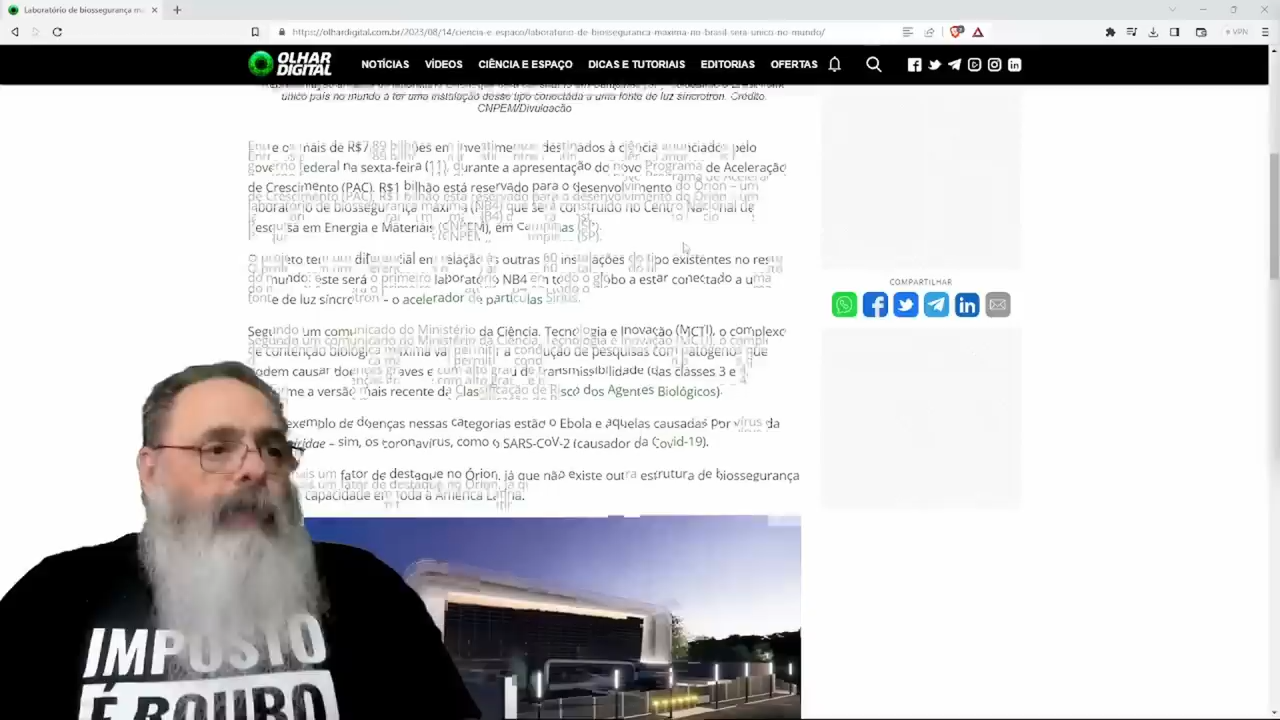 Laboratório de biossegurança m
https://olhardigital.com.br/2023/08/14/ciencia-e-espaco/laboratorio-de-biosseguranca-maxima-no-brasil-sera-unico-no-mundo/
VPN
OLHAR DIGITAL
NOTÍCIAS VÍDEOS CIÊNCIA E ESPAÇO DICAS E TUTORIAIS EDITORIAS OFERTAS
único país no mundo a ter uma instalação desse tipo conectada a uma fonte de luz síncrotron. Crédito:
CNPEM/Divulgação
Entre os mais de R$7,89 bilhões em investimentos destinados à ciência anunciados pelo
governo federal na sexta-feira (11), durante a apresentação do novo Programa de Aceleração
de Crescimento (PAC), R$1 bilhão está reservado para o desenvolvimento do Órion – um
laboratório de biossegurança máxima (NB4) que será construído no Centro Nacional de
Pesquisa em Energia e Materiais (CNPEM), em Campinas (SP).
O projeto tem um diferencial em relação às outras 60 instalações do tipo existentes no resto
do mundo: este será o primeiro laboratório NB4 em todo o globo a estar conectado a uma
fonte de luz síncrotron – o acelerador de partículas Sirius.
Segundo um comunicado do Ministério da Ciência, Tecnologia e Inovação (MCTI), o complexo
de contenção biológica máxima vai permitir a condução de pesquisas com patógenos que
podem causar doenças graves e com alto grau de transmissibilidade (das classes 3 e 4,
me a versão mais recente da Classificação de Risco dos Agentes Biológicos).
exemplo de doenças nessas categorias estão o Ebola e aquelas causadas por vírus da
viridae – sim, os coronavírus, como o SARS-CoV-2 (causador da Covid-19).
mais um fator de destaque no Órion, já que não existe outra estrutura de biossegurança
capacidade em toda a América Latina.
COMPARTILHAR
IMPOSTO
É ROUBO